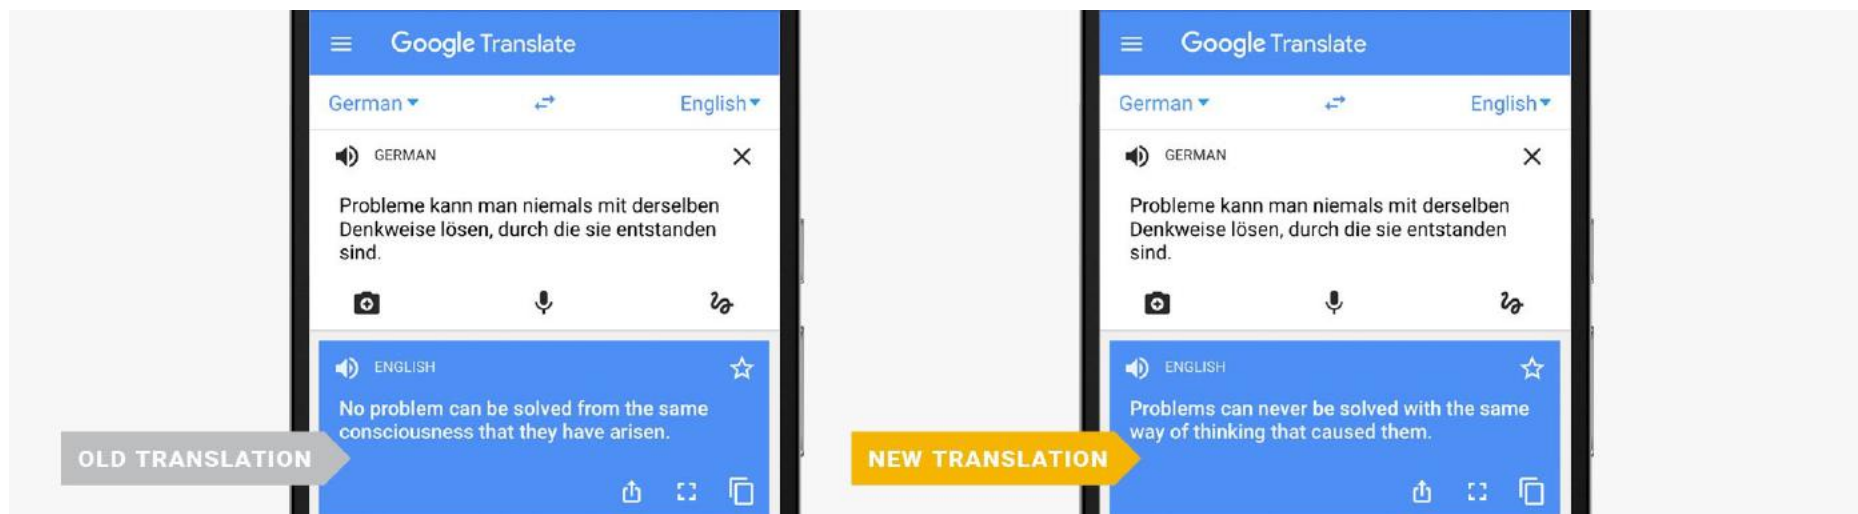 Google Translate
German
English
GERMAN
Probleme kann man niemals mit derselben
Denkweise lösen, durch die sie entstanden
sind.
ENGLISH
No problem can be solved from the same
consciousness that they have arisen.
OLD TRANSLATION
Google Translate
German
English
GERMAN
Probleme kann man niemals mit derselben
Denkweise lösen, durch die sie entstanden
sind.
ENGLISH
Problems can never be solved with the same
way of thinking that caused them.
NEW TRANSLATION